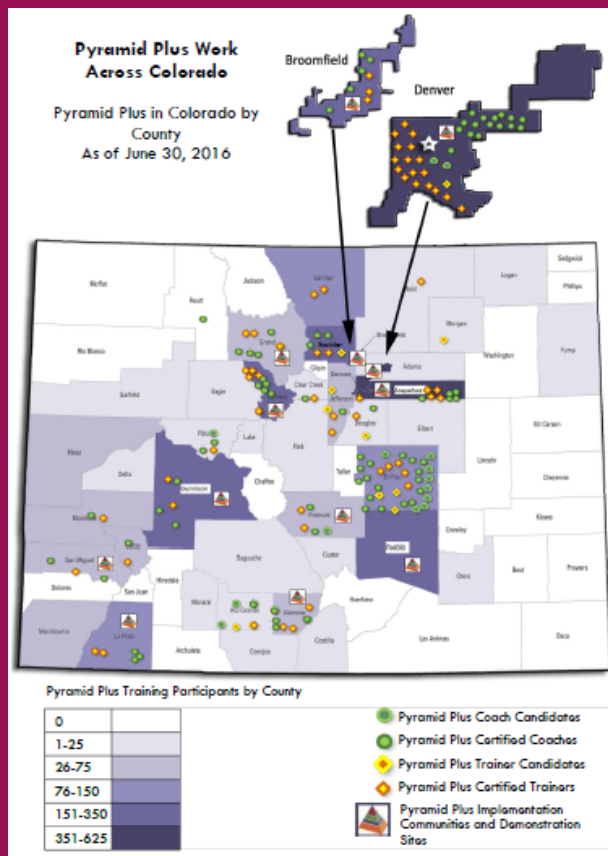 Pyramid Plus Work
Across Colorado
Pyramid Plus in Colorado by
County
As of June 30, 2016
Broomfield
Denver
Sedgwick
Logan
Jackson
Larimer
Moffat
Phillips
Routt
Weld
Morgan
Grand
Boulder
Rio Blanco
Washington
Yuma
Gilpin
Adams
Eagle
Clear Creek
Arapahoe
Garfield
Jefferson
Kit Carson
Douglas
Elbert
Pitkin
Lake
Park
Lincoln
Mesa
Delta
Teller
El Paso
Cheyenne
Gunnison
Chaffee
Fremont
Kiowa
Crowley
Montrose
Custer
Pueblo
Saguache
Ouray
San Miguel
Otero
Bent
Prowers
Hinsdale
Dolores
San Juan
Mineral
Huerfano
Rio Grande
Alamosa
Montezuma
La Plata
Las Animas
Baca
Archuleta
Conejos
Costilla
Pyramid Plus Training Participants by County
0
1-25
26-75
76-150
151-350
351-625
Pyramid Plus Coach Candidates
Pyramid Plus Certified Coaches
Pyramid Plus Trainer Candidates
Pyramid Plus Certified Trainers
Pyramid Plus Implementation
Communities and Demonstration
Sites